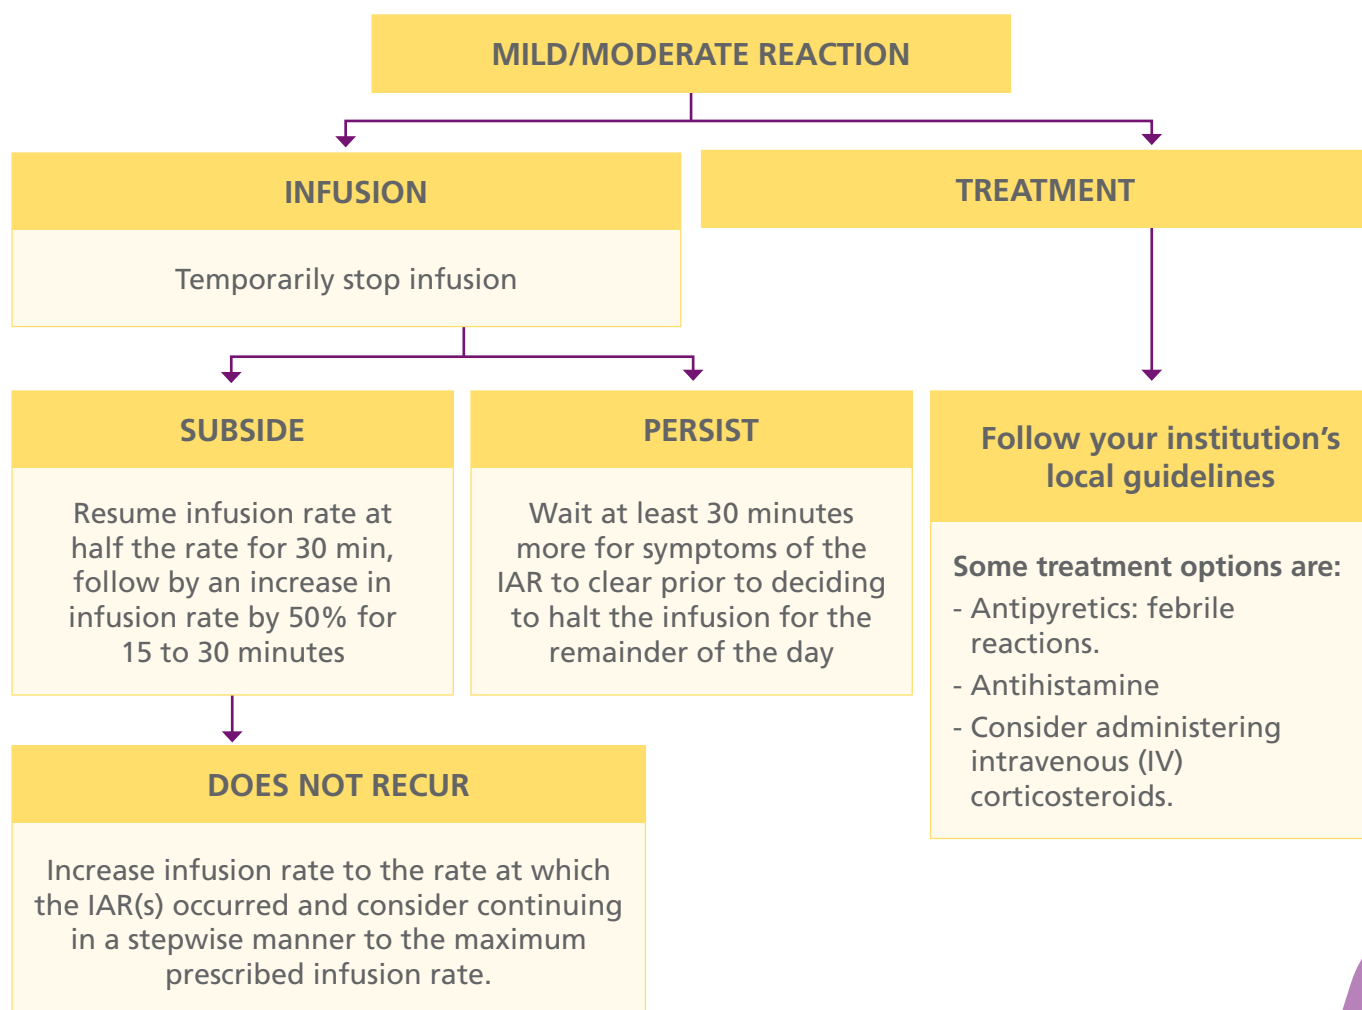 MILD/MODERATE REACTION
INFUSION
Temporarily stop infusion
TREATMENT
SUBSIDE
Resume infusion rate at
half the rate for 30 min,
follow by an increase in
infusion rate by 50% for
15 to 30 minutes
PERSIST
Wait at least 30 minutes
more for symptoms of the
IAR to clear prior to deciding
to halt the infusion for the
remainder of the day
Follow your institution’s
local guidelines
Some treatment options are:
- Antipyretics: febrile
reactions.
- Antihistamine
- Consider administering
intravenous (IV)
corticosteroids.
DOES NOT RECUR
Increase infusion rate to the rate at which
the IAR(s) occurred and consider continuing
in a stepwise manner to the maximum
prescribed infusion rate.